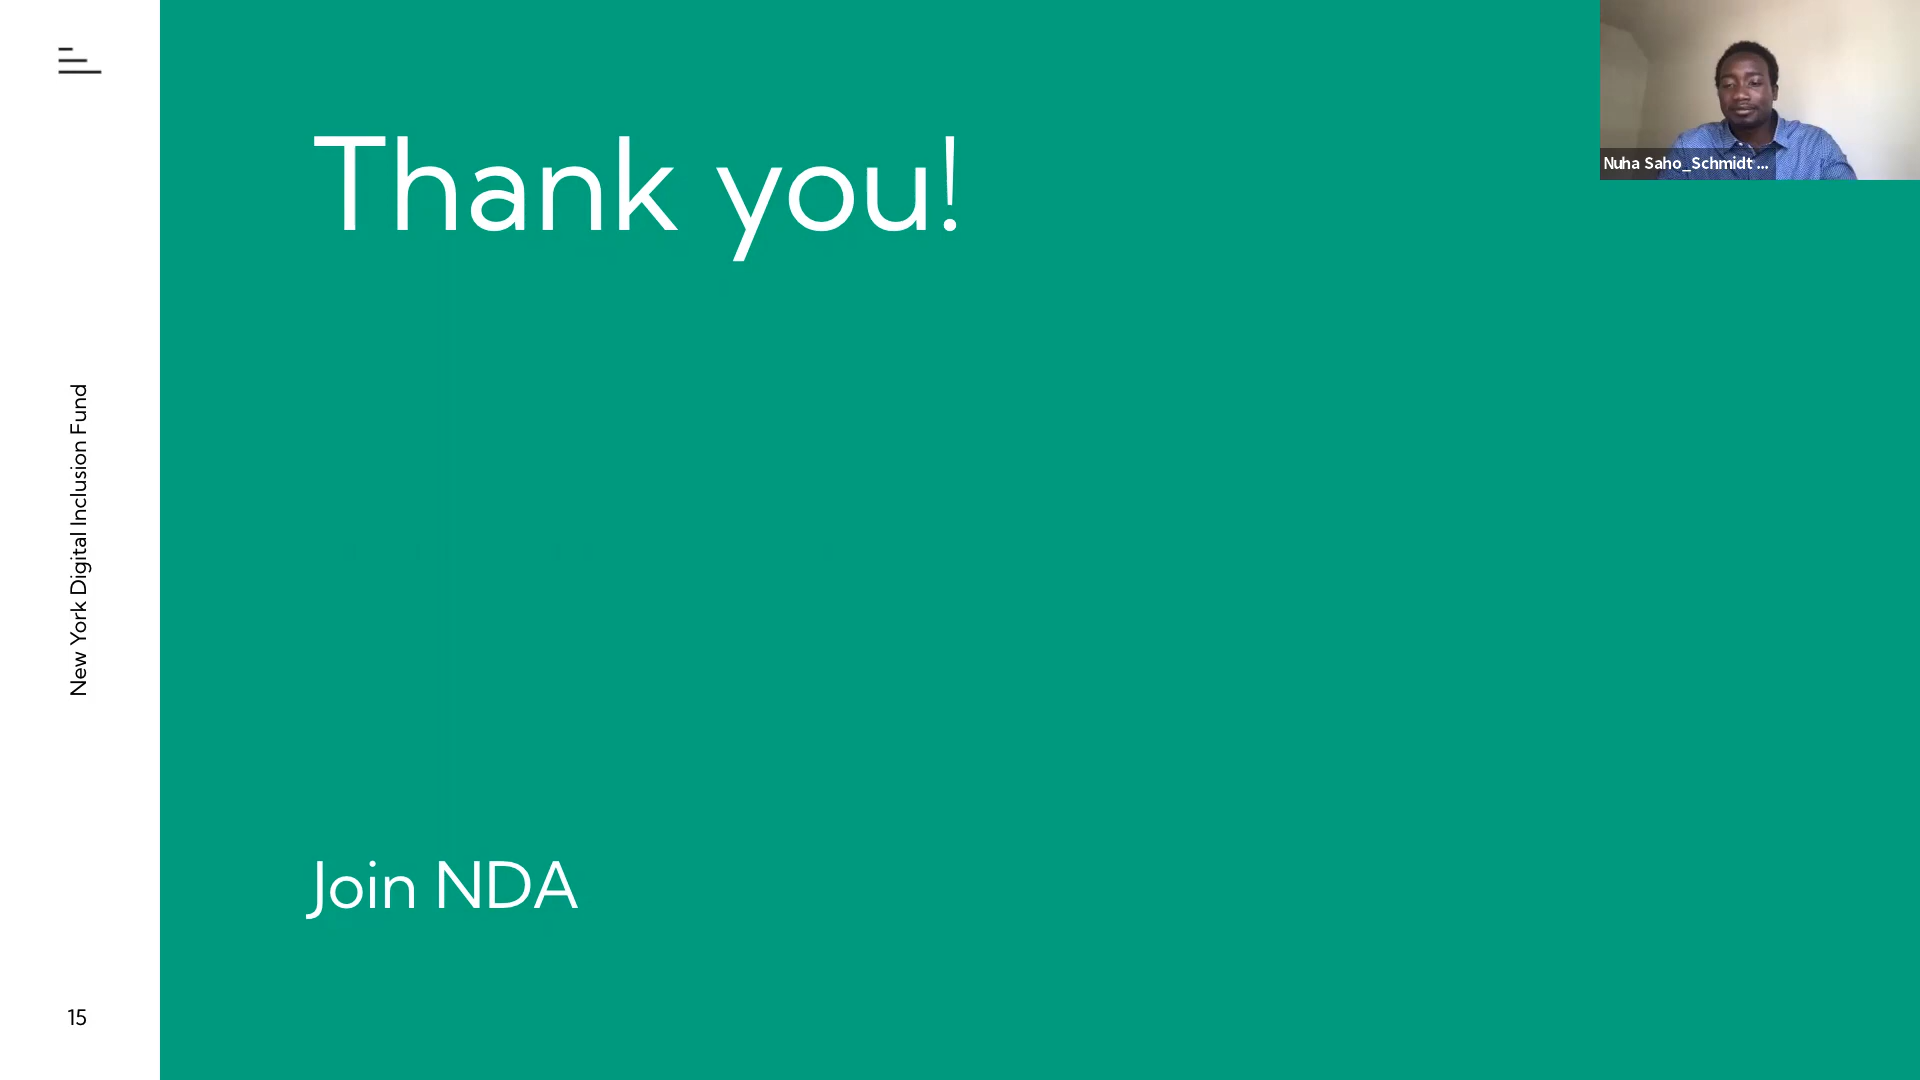 Thank you!
Nuha Saho_Schmidt ...
New York Digital Inclusion Fund
Join NDA
15